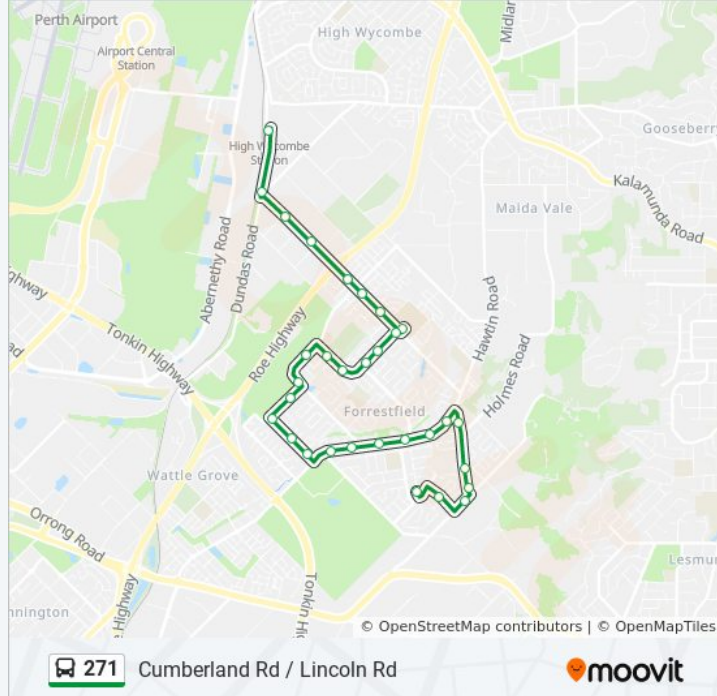 Perth Airport
Airport Central
Station
High Wycombe
Gooseberry
High Wycombe
Station
Kalamunda Road
Maida Vale
Abernethy Road
Dundas Road
Hawtin Road
Tonkin Highway
Roe Highway
Holmes Road
Forrestfield
Wattle Grove
Orrong Road
Tonkin Hi
Lesmu
nnington
e Highway
© OpenStreetMap contributors | © OpenMapTiles
271 Cumberland Rd / Lincoln Rd
moovit